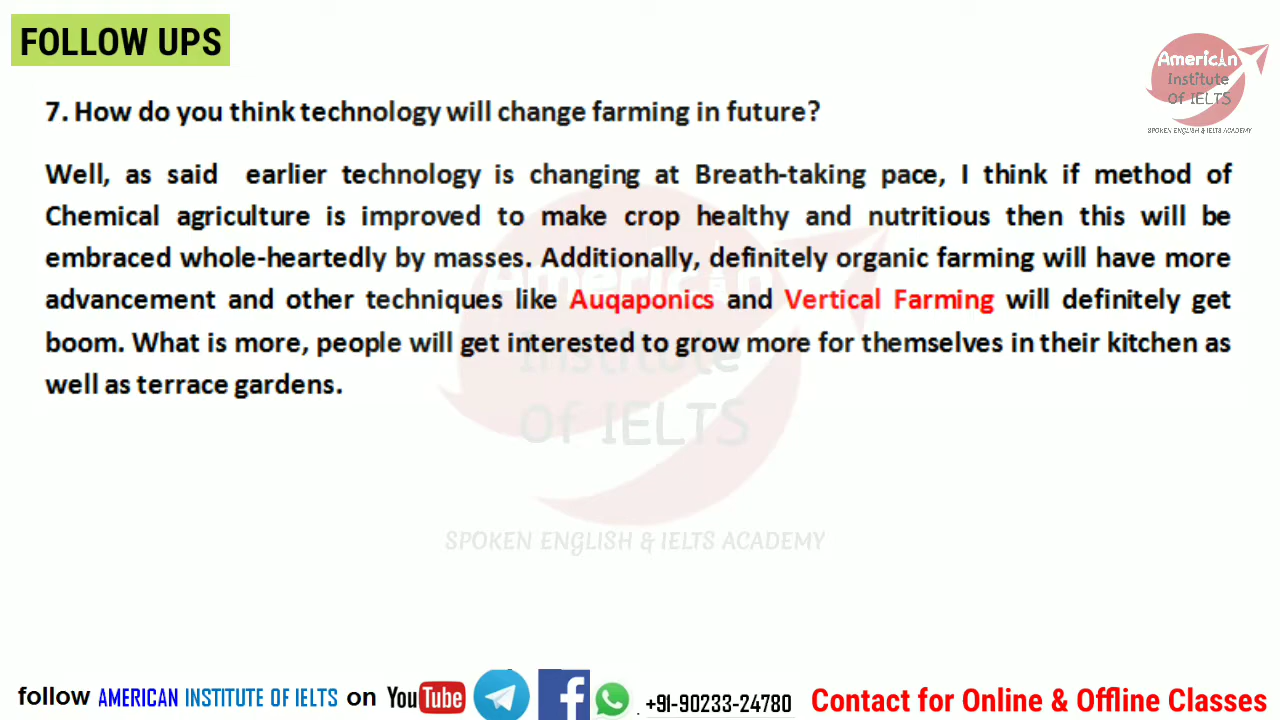 FOLLOW UPS
American
Institute
Of IELTS
SPOKEN ENGLISH & IELTS ACADEMY
7. How do you think technology will change farming in future?
Well, as said earlier technology is changing at Breath-taking pace, I think if method of
Chemical agriculture is improved to make crop healthy and nutritious then this will be
embraced whole-heartedly by masses. Additionally, definitely organic farming will have more
advancement and other techniques like Auqaponics and Vertical Farming will definitely get
boom. What is more, people will get interested to grow more for themselves in their kitchen as
well as terrace gardens.
American
Institute
Of IELTS
SPOKEN ENGLISH & IELTS ACADEMY
follow AMERICAN INSTITUTE OF IELTS on YouTube . +91-90233-24780 Contact for Online & Offline Classes